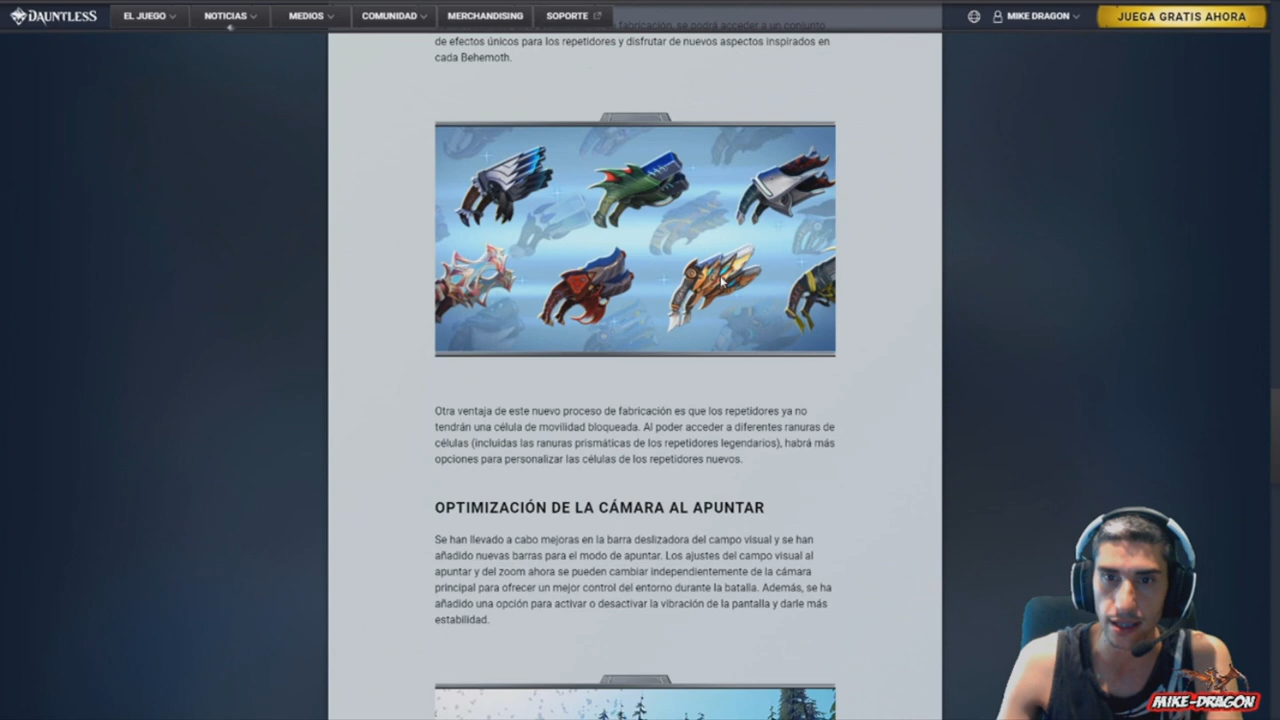 DAUNTLESS
EL JUEGO
NOTICIAS
MEDIOS
COMUNIDAD
MERCHANDISING
SOPORTE
MIKE DRAGON
JUEGA GRATIS AHORA
fabricación, se podrá acceder a un conjunto
de efectos únicos para los repetidores y disfrutar de nuevos aspectos inspirados en
cada Behemoth.
Otra ventaja de este nuevo proceso de fabricación es que los repetidores ya no
tendrán una célula de movilidad bloqueada. Al poder acceder a diferentes ranuras de
células (incluidas las ranuras prismáticas de los repetidores legendarios), habrá más
opciones para personalizar las células de los repetidores nuevos.
OPTIMIZACIÓN DE LA CÁMARA AL APUNTAR
Se han llevado a cabo mejoras en la barra deslizadora del campo visual y se han
añadido nuevas barras para el modo de apuntar. Los ajustes del campo visual al
apuntar y del zoom ahora se pueden cambiar independientemente de la cámara
principal para ofrecer un mejor control del entorno durante la batalla. Además, se ha
añadido una opción para activar o desactivar la vibración de la pantalla y darle más
estabilidad.
MIKE-DRAGON